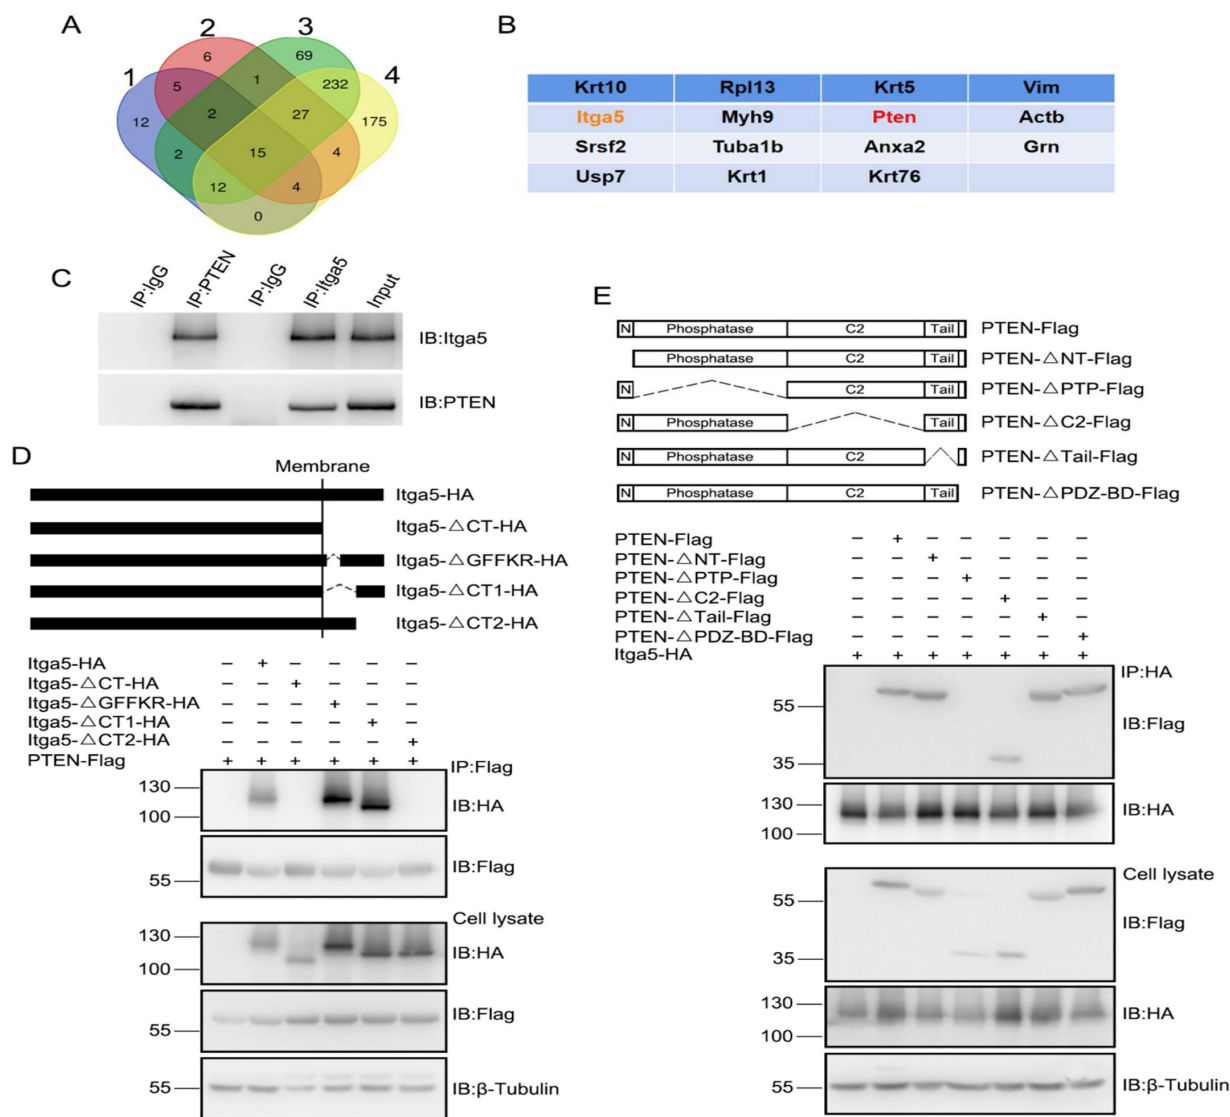 A
1
2
3
4
6
69
5
1
232
12
2
27
175
2
15
4
12
4
0
B
Krt10 Rpl13 Krt5 Vim
Itga5 Myh9 Pten Actb
Srsf2 Tuba1b Anxa2 Grn
Usp7 Krt1 Krt76
C
IP:IgG
IP:PTEN
IP:IgG
IP:Itga5
Input
IB:Itga5
IB:PTEN
D
Membrane
Itga5-HA
Itga5-△CT-HA
Itga5-△GFFKR-HA
Itga5-△CT1-HA
Itga5-△CT2-HA
Itga5-HA – + – – – –
Itga5-△CT-HA – – + – – –
Itga5-△GFFKR-HA – – – + – –
Itga5-△CT1-HA – – – – + –
Itga5-△CT2-HA – – – – – +
PTEN-Flag + + + + + +
IP:Flag
130
100
IB:HA
55
IB:Flag
Cell lysate
130
100
IB:HA
55
IB:Flag
55
IB:β-Tubulin
E
N Phosphatase C2 Tail PTEN-Flag
Phosphatase C2 Tail PTEN-△NT-Flag
N C2 Tail PTEN-△PTP-Flag
N Phosphatase Tail PTEN-△C2-Flag
N Phosphatase C2 PTEN-△Tail-Flag
N Phosphatase C2 Tail PTEN-△PDZ-BD-Flag
PTEN-Flag – + – – – – –
PTEN-△NT-Flag – – + – – – –
PTEN-△PTP-Flag – – – + – – –
PTEN-△C2-Flag – – – – + – –
PTEN-△Tail-Flag – – – – – + –
PTEN-△PDZ-BD-Flag – – – – – – +
Itga5-HA + + + + + + +
IP:HA
55
IB:Flag
35
130
100
IB:HA
Cell lysate
55
IB:Flag
35
130
100
IB:HA
55
IB:β-Tubulin